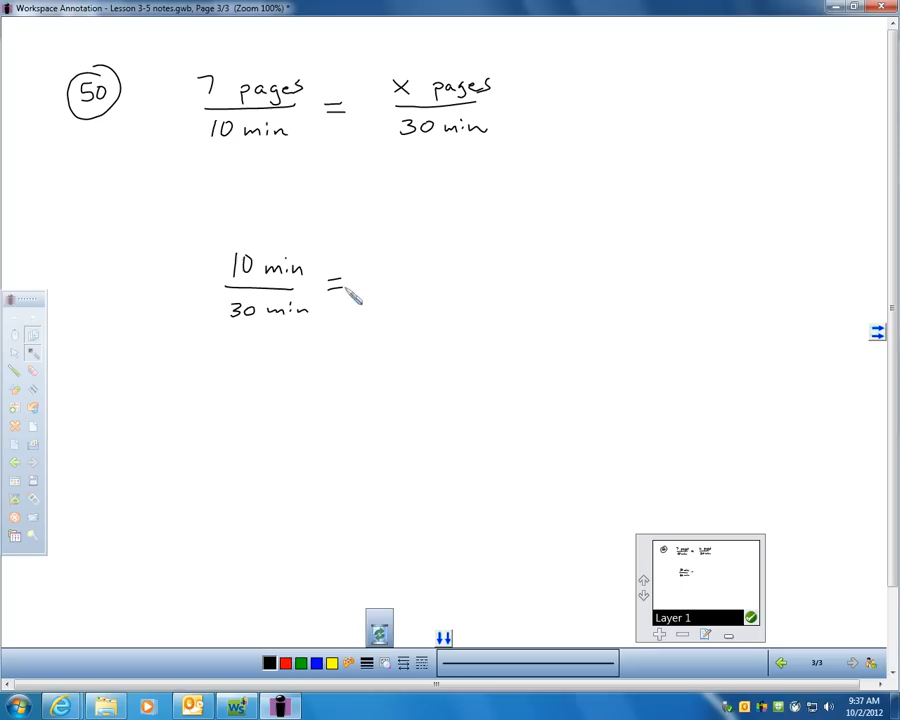 Workspace Annotation - Lesson 3-5 notes.gwb, Page 3/3 (Zoom 100%) *
50
7 pages = x pages
10 min 30 min
10 min =
30 min
Layer 1
3/3
9:37 AM
10/2/2012